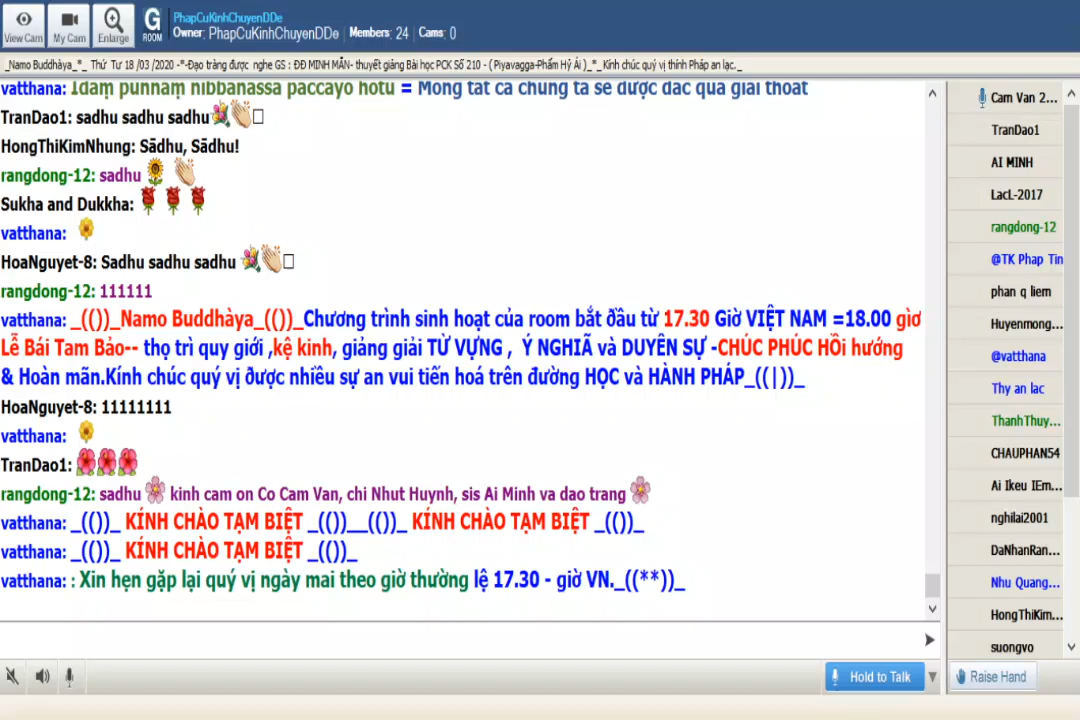 View Cam
My Cam
Enlarge
G
ROOM
PhapCuKinhChuyenDDe
Owner: PhapCuKinhChuyenDDe
Members: 24
Cams: 0
_Namo Buddhàya_*_ Thứ Tư 18 /03 /2020 -*-Đạo tràng được nghe GS : ĐĐ MINH MẪN- thuyết giảng Bài học PCK Số 210 - ( Piyavagga-Phẩm Hỷ Ái )_*_Kính chúc quý vị thính Pháp an lạc._
vatthana: Idaṃ puññaṃ nibbānassa paccayo hotu = Mong tất cả chúng ta sẽ được đắc quả giải thoát
TranDao1: sadhu sadhu sadhu
HongThiKimNhung: Sādhu, Sādhu!
rangdong-12: sadhu
Sukha and Dukkha:
vatthana:
HoaNguyet-8: Sadhu sadhu sadhu
rangdong-12: 111111
vatthana: _(())_Namo Buddhàya_(())_Chương trình sinh hoạt của room bắt đầu từ 17.30 Giờ VIỆT NAM =18.00 giơ
Lễ Bái Tam Bảo-- thọ trì quy giới ,kệ kinh, giảng giải TỪ VỰNG , Ý NGHIÃ và DUYÊN SỰ -CHÚC PHÚC HỒi hướng
& Hoàn mãn.Kính chúc quý vị được nhiều sự an vui tiến hoá trên đường HỌC và HÀNH PHÁP_((|))_
HoaNguyet-8: 11111111
vatthana:
TranDao1:
rangdong-12: sadhu kinh cam on Co Cam Van, chi Nhut Huynh, sis Ai Minh va dao trang
vatthana: _(())_ KÍNH CHÀO TẠM BIỆT _(())__(())_ KÍNH CHÀO TẠM BIỆT _(())_
vatthana: _(())_ KÍNH CHÀO TẠM BIỆT _(())_
vatthana: : Xin hẹn gặp lại quý vị ngày mai theo giờ thường lệ 17.30 - giờ VN._((**))_
Cam Van 2...
TranDao1
AI MINH
LacL-2017
rangdong-12
@TK Phap Tin
phan q liem
Huyenmong...
@vatthana
Thy an lac
ThanhThuy...
CHAUPHAN54
Ai Ikeu IEm...
nghilai2001
DaNhanRan...
Nhu Quang...
HongThiKim...
suongvo
Hold to Talk
Raise Hand